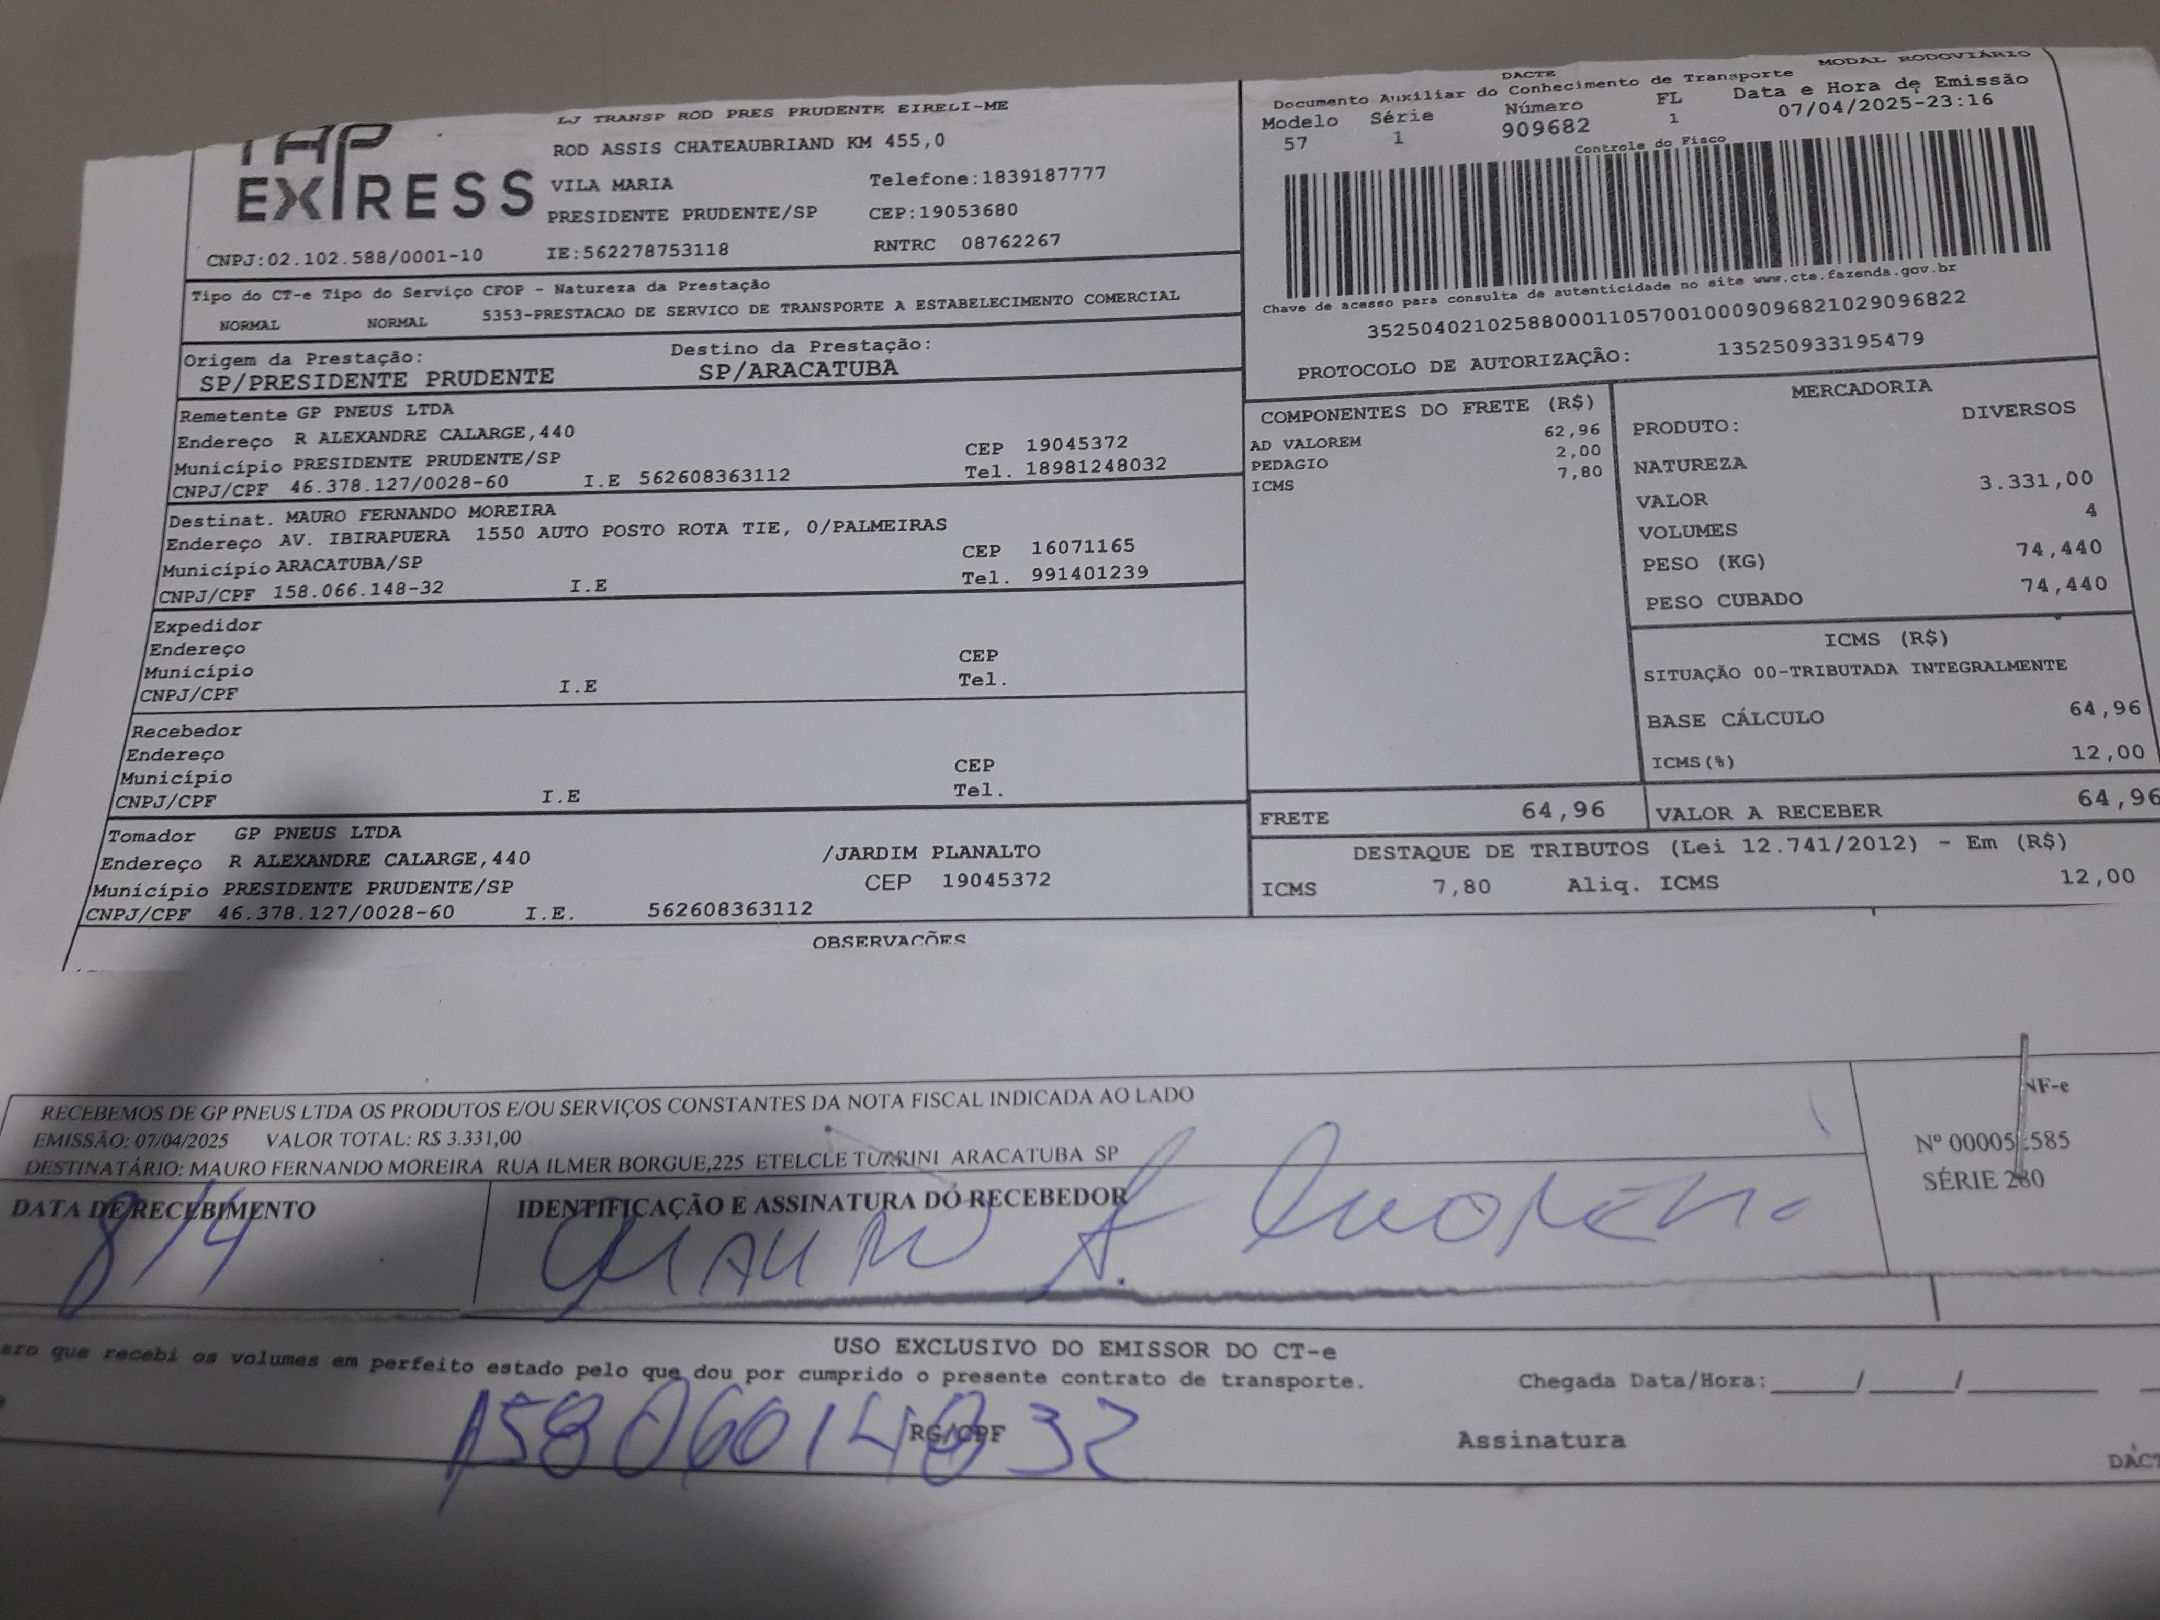 TAP
EXPRESS
CNPJ:02.102.588/0001-10
LJ TRANSP ROD PRES PRUDENTE EIRELI-ME
ROD ASSIS CHATEAUBRIAND KM 455,0
VILA MARIA Telefone:1839187777
PRESIDENTE PRUDENTE/SP CEP:19053680
IE:562278753118 RNTRC 08762267
MODAL RODOVIÁRIO
DACTE
Documento Auxiliar do Conhecimento de Transporte
Modelo Série Número FL Data e Hora de Emissão
57 1 909682 1 07/04/2025-23:16
Controle do Fisco
Chave de acesso para consulta de autenticidade no site www.cte.fazenda.gov.br
35250402102588000110570010009096821029096822
PROTOCOLO DE AUTORIZAÇÃO: 135250933195479
Tipo do CT-e Tipo do Serviço CFOP - Natureza da Prestação
NORMAL NORMAL 5353-PRESTACAO DE SERVICO DE TRANSPORTE A ESTABELECIMENTO COMERCIAL
Origem da Prestação: Destino da Prestação:
SP/PRESIDENTE PRUDENTE SP/ARACATUBA
Remetente GP PNEUS LTDA
Endereço R ALEXANDRE CALARGE,440
Município PRESIDENTE PRUDENTE/SP CEP 19045372
CNPJ/CPF 46.378.127/0028-60 I.E 562608363112 Tel. 18981248032
Destinat. MAURO FERNANDO MOREIRA
Endereço AV. IBIRAPUERA 1550 AUTO POSTO ROTA TIE, 0/PALMEIRAS
Município ARACATUBA/SP CEP 16071165
CNPJ/CPF 158.066.148-32 I.E Tel. 991401239
Expedidor
Endereço
Município CEP
CNPJ/CPF I.E Tel.
Recebedor
Endereço
Município CEP
CNPJ/CPF I.E Tel.
Tomador GP PNEUS LTDA
Endereço R ALEXANDRE CALARGE,440 /JARDIM PLANALTO
Município PRESIDENTE PRUDENTE/SP CEP 19045372
CNPJ/CPF 46.378.127/0028-60 I.E. 562608363112
OBSERVAÇÕES
COMPONENTES DO FRETE (R$)
AD VALOREM 62,96
PEDAGIO 2,00
ICMS 7,80
MERCADORIA
PRODUTO: DIVERSOS
NATUREZA
VALOR 3.331,00
VOLUMES 4
PESO (KG) 74,440
PESO CUBADO 74,440
ICMS (R$)
SITUAÇÃO 00-TRIBUTADA INTEGRALMENTE
BASE CÁLCULO 64,96
ICMS(%) 12,00
FRETE 64,96 VALOR A RECEBER 64,96
DESTAQUE DE TRIBUTOS (Lei 12.741/2012) - Em (R$)
ICMS 7,80 Aliq. ICMS 12,00
RECEBEMOS DE GP PNEUS LTDA OS PRODUTOS E/OU SERVIÇOS CONSTANTES DA NOTA FISCAL INDICADA AO LADO
EMISSÃO: 07/04/2025 VALOR TOTAL: R$ 3.331,00
DESTINATÁRIO: MAURO FERNANDO MOREIRA RUA ILMER BORGUE,225 ETELCLE TURRINI ARACATUBA SP
NF-e
SÉRIE 280
DATA DE RECEBIMENTO IDENTIFICAÇÃO E ASSINATURA DO RECEBEDOR
8/4 Mauro F. Moreira
USO EXCLUSIVO DO EMISSOR DO CT-e
aro que recebi os volumes em perfeito estado pelo que dou por cumprido o presente contrato de transporte. Chegada Data/Hora:____/____/______
15806614832
RG/CPF Assinatura
DACT